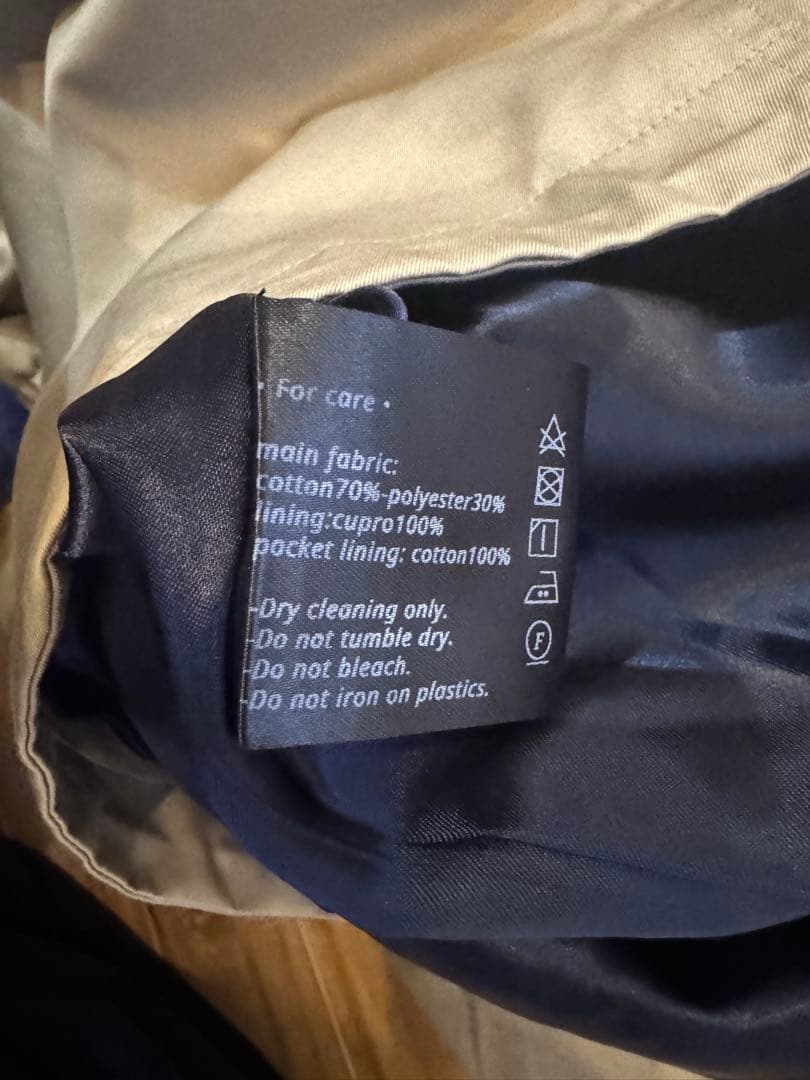 • For care •
main fabric:
cotton70%-polyester30%
lining:cupro100%
pocket lining: cotton100%
-Dry cleaning only.
-Do not tumble dry.
-Do not bleach.
-Do not iron on plastics.
F